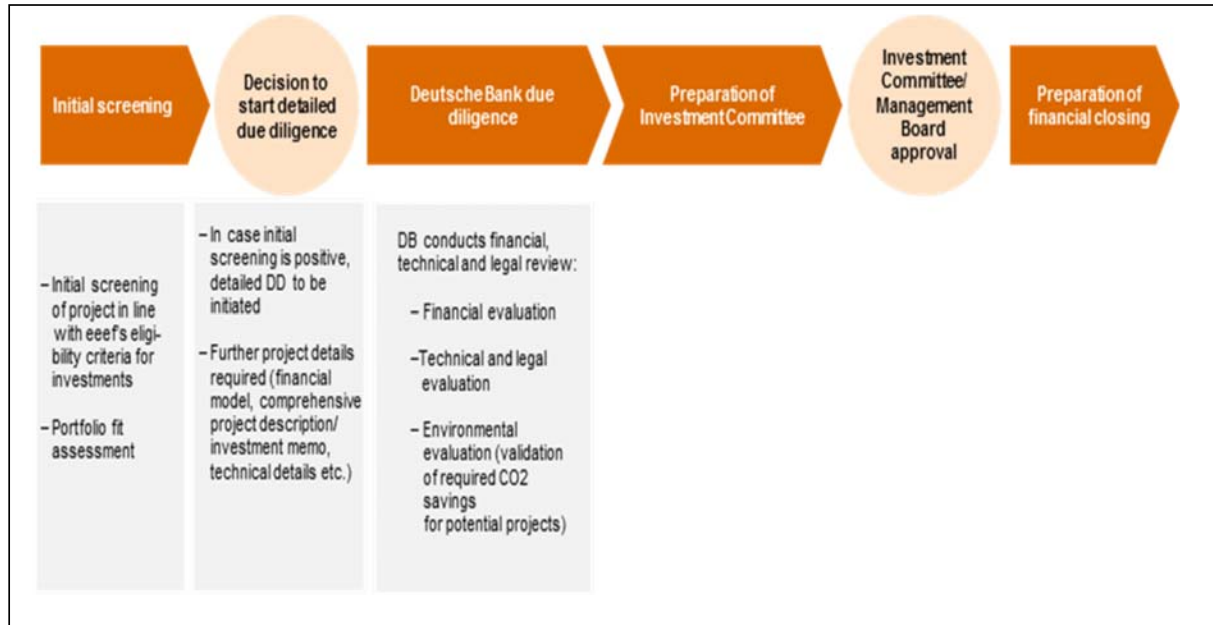 Initial screening
Decision to
start detailed
due diligence
Deutsche Bank due
diligence
Preparation of
Investment Committee
Investment
Committee/
Management
Board
approval
Preparation of
financial closing
– Initial screening
of project in line
with eeef's eligi-
bility criteria for
investments
– Portfolio fit
assessment
– In case initial
screening is positive,
detailed DD to be
initiated
– Further project details
required (financial
model, comprehensive
project description/
investment memo,
technical details etc.)
DB conducts financial,
technical and legal review:
– Financial evaluation
–Technical and legal
evaluation
– Environmental
evaluation (validation
of required CO2
savings
for potential projects)